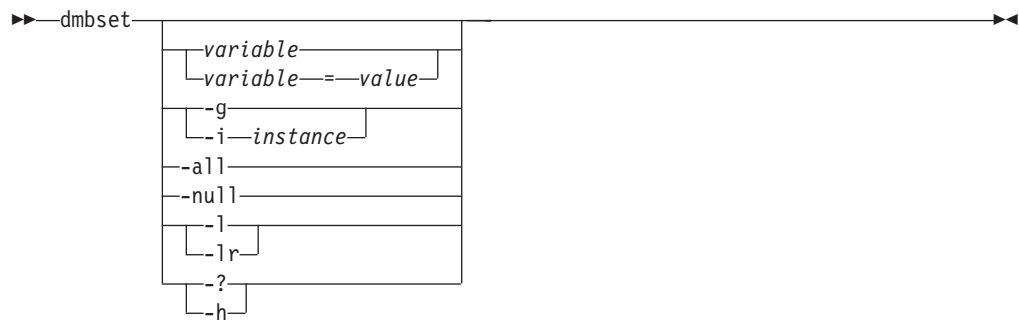 dmbset
variable
variable = value
-g
-i instance
-all
-null
-l
-lr
-?
-h